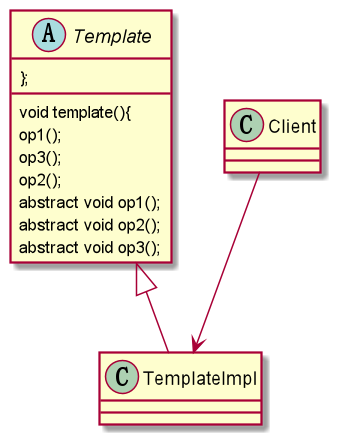 A Template
};
void template(){
op1();
op3();
op2();
abstract void op1();
abstract void op2();
abstract void op3();
C Client
C TemplateImpl